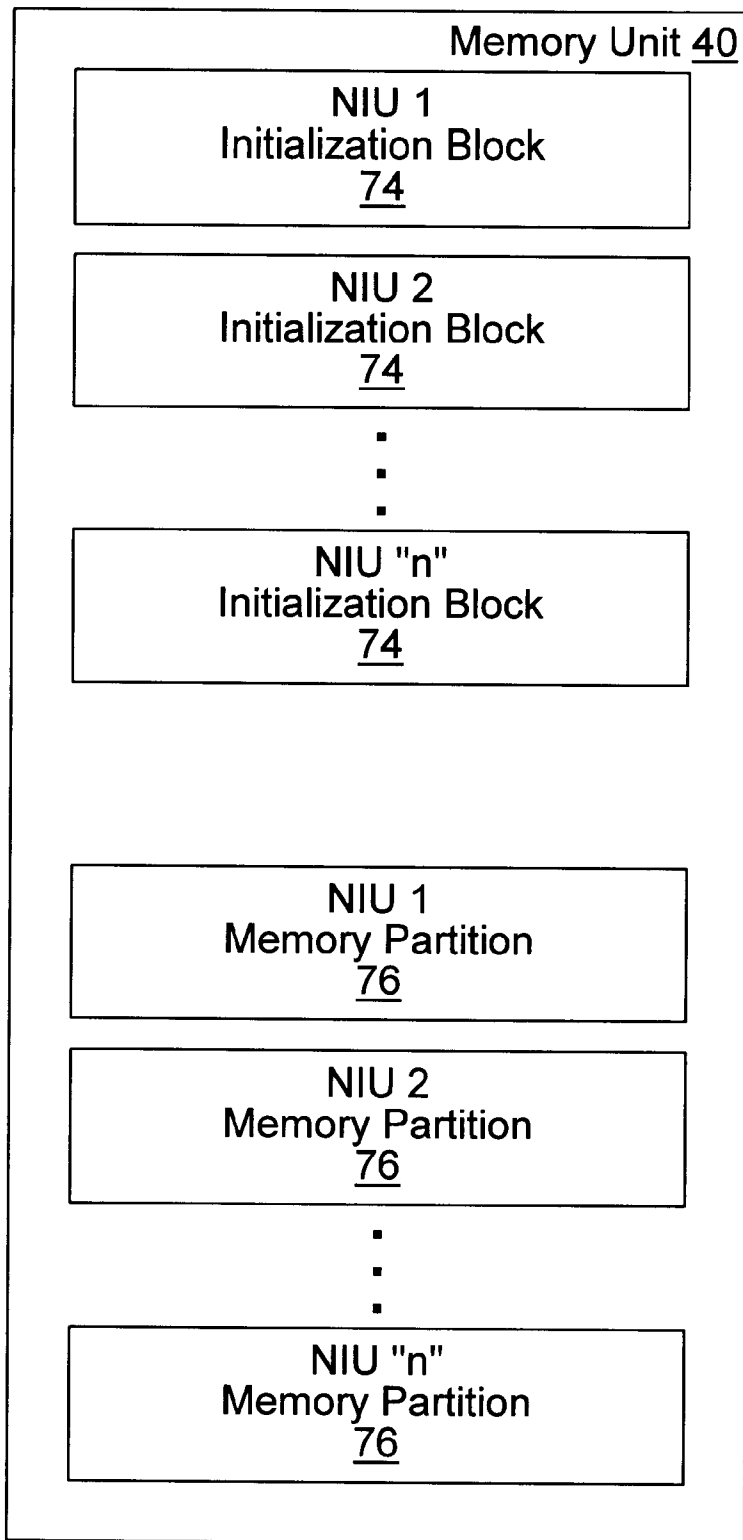 Memory Unit 40
NIU 1
Initialization Block
74
NIU 2
Initialization Block
74
NIU "n"
Initialization Block
74
NIU 1
Memory Partition
76
NIU 2
Memory Partition
76
NIU "n"
Memory Partition
76